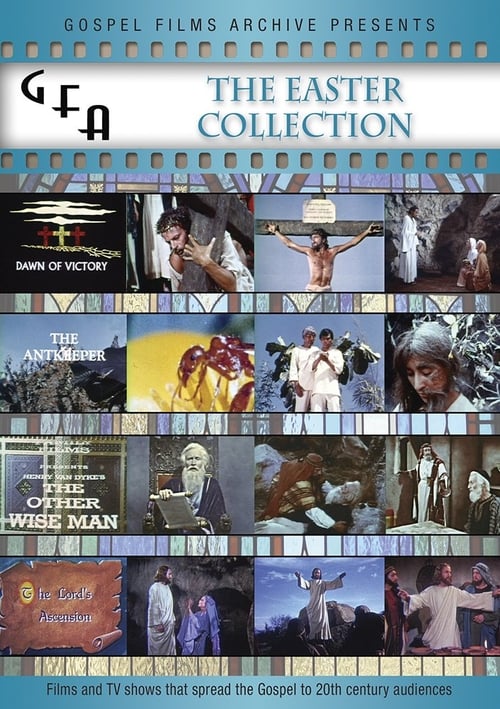 GOSPEL FILMS ARCHIVE PRESENTS
GFA
THE EASTER
COLLECTION
DAWN OF VICTORY
THE
ANTKEEPER
FILMS
PRESENTS
HENRY VAN DYKE'S
THE
OTHER
WISE MAN
The Lord's
Ascension
Films and TV shows that spread the Gospel to 20th century audiences